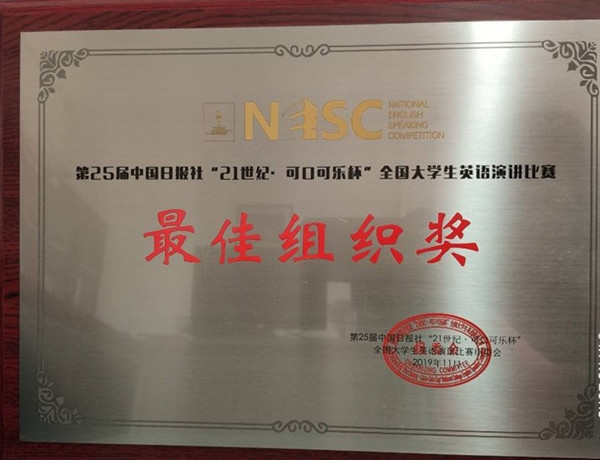 NESC
NATIONAL
ENGLISH
SPEAKING
COMPETITION
第25届中国日报社“21世纪·可口可乐杯”全国大学生英语演讲比赛
最佳组织奖
第25届中国日报社“21世纪·可口可乐杯”
全国大学生英语演讲比赛组委会
2019年11月
ORGANIZING COMMITTEE